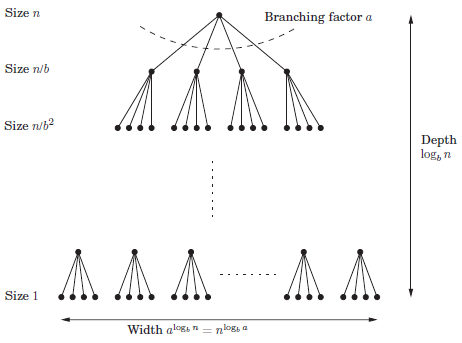 Size n
Branching factor a
Size n/b
Size n/b²
Depth
log_b n
Size 1
Width a^{log_b n} = n^{log_b a}